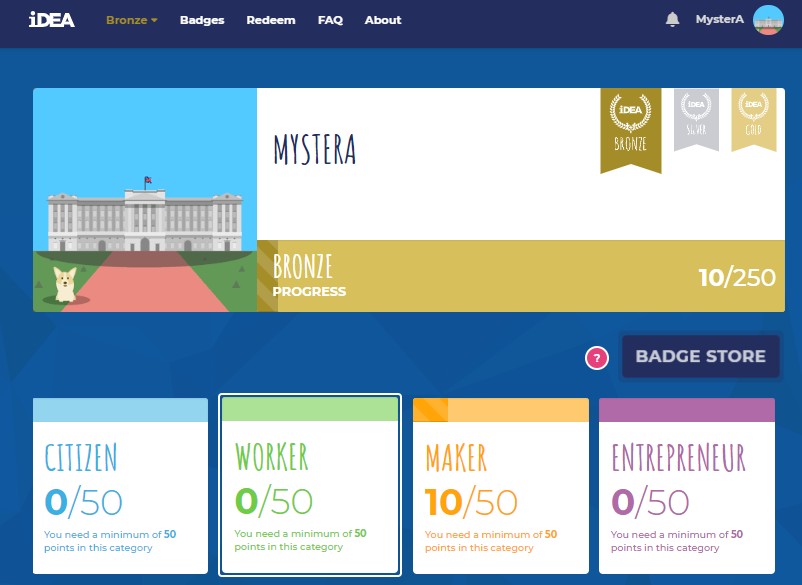 iDEA Bronze Badges Redeem FAQ About MysterA
MYSTERA
iDEA
BRONZE
iDEA
SILVER
iDEA
GOLD
BRONZE
PROGRESS
10/250
?
BADGE STORE
CITIZEN
0/50
You need a minimum of 50
points in this category
WORKER
0/50
You need a minimum of 50
points in this category
MAKER
10/50
You need a minimum of 50
points in this category
ENTREPRENEUR
0/50
You need a minimum of 50
points in this category